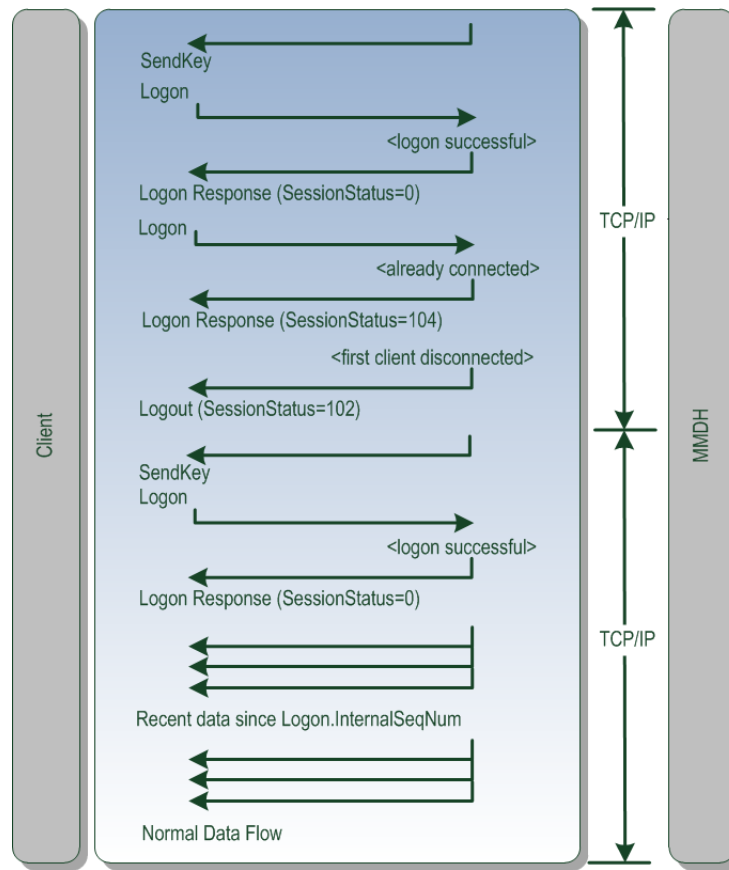 SendKey
Logon
<logon successful>
Logon Response (SessionStatus=0)
TCP/IP
Logon
<already connected>
Logon Response (SessionStatus=104)
<first client disconnected>
Logout (SessionStatus=102)
Client
MMDH
SendKey
Logon
<logon successful>
Logon Response (SessionStatus=0)
TCP/IP
Recent data since Logon.InternalSeqNum
Normal Data Flow